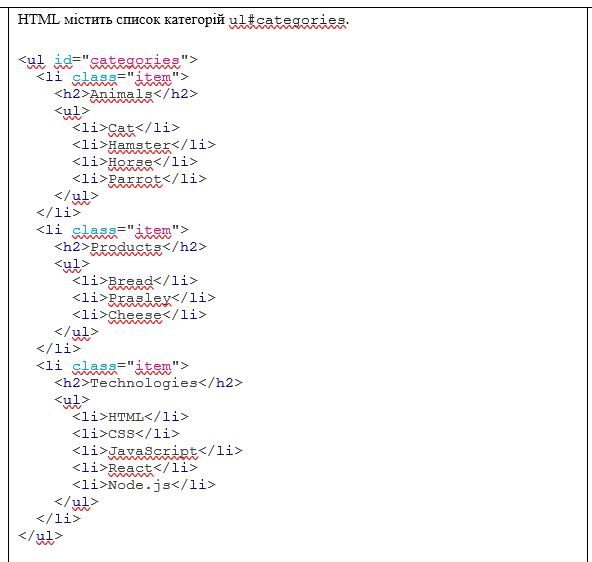 HTML містить список категорій ul#categories.
<ul id="categories">
<li class="item">
<h2>Animals</h2>
<ul>
<li>Cat</li>
<li>Hamster</li>
<li>Horse</li>
<li>Parrot</li>
</ul>
</li>
<li class="item">
<h2>Products</h2>
<ul>
<li>Bread</li>
<li>Prasley</li>
<li>Cheese</li>
</ul>
</li>
<li class="item">
<h2>Technologies</h2>
<ul>
<li>HTML</li>
<li>CSS</li>
<li>JavaScript</li>
<li>React</li>
<li>Node.js</li>
</ul>
</li>
</ul>